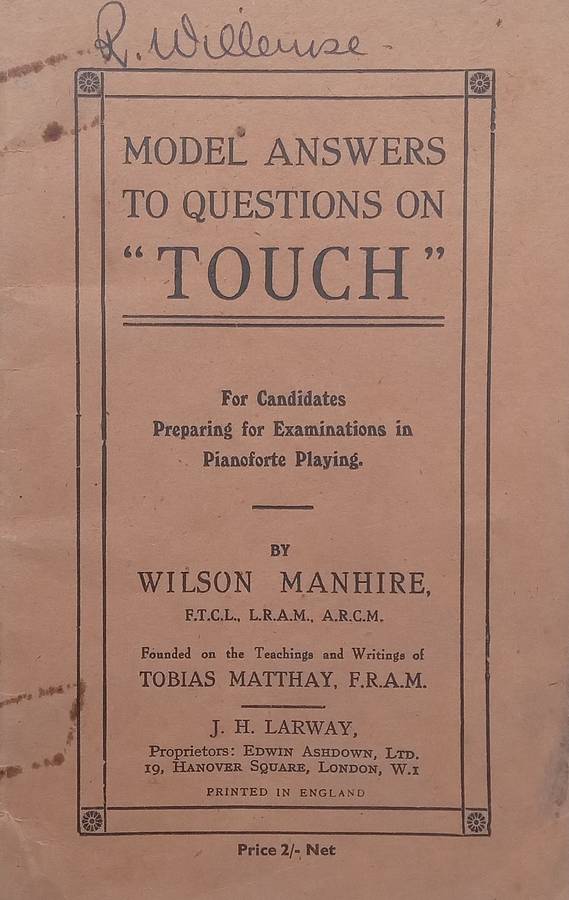 R. Willemse
MODEL ANSWERS
TO QUESTIONS ON
“TOUCH”
For Candidates
Preparing for Examinations in
Pianoforte Playing.
BY
WILSON MANHIRE,
F.T.C.L., L.R.A.M., A.R.C.M.
Founded on the Teachings and Writings of
TOBIAS MATTHAY, F.R.A.M.
J. H. LARWAY,
Proprietors: EDWIN ASHDOWN, LTD.
19, HANOVER SQUARE, LONDON, W.1
PRINTED IN ENGLAND
Price 2/- Net